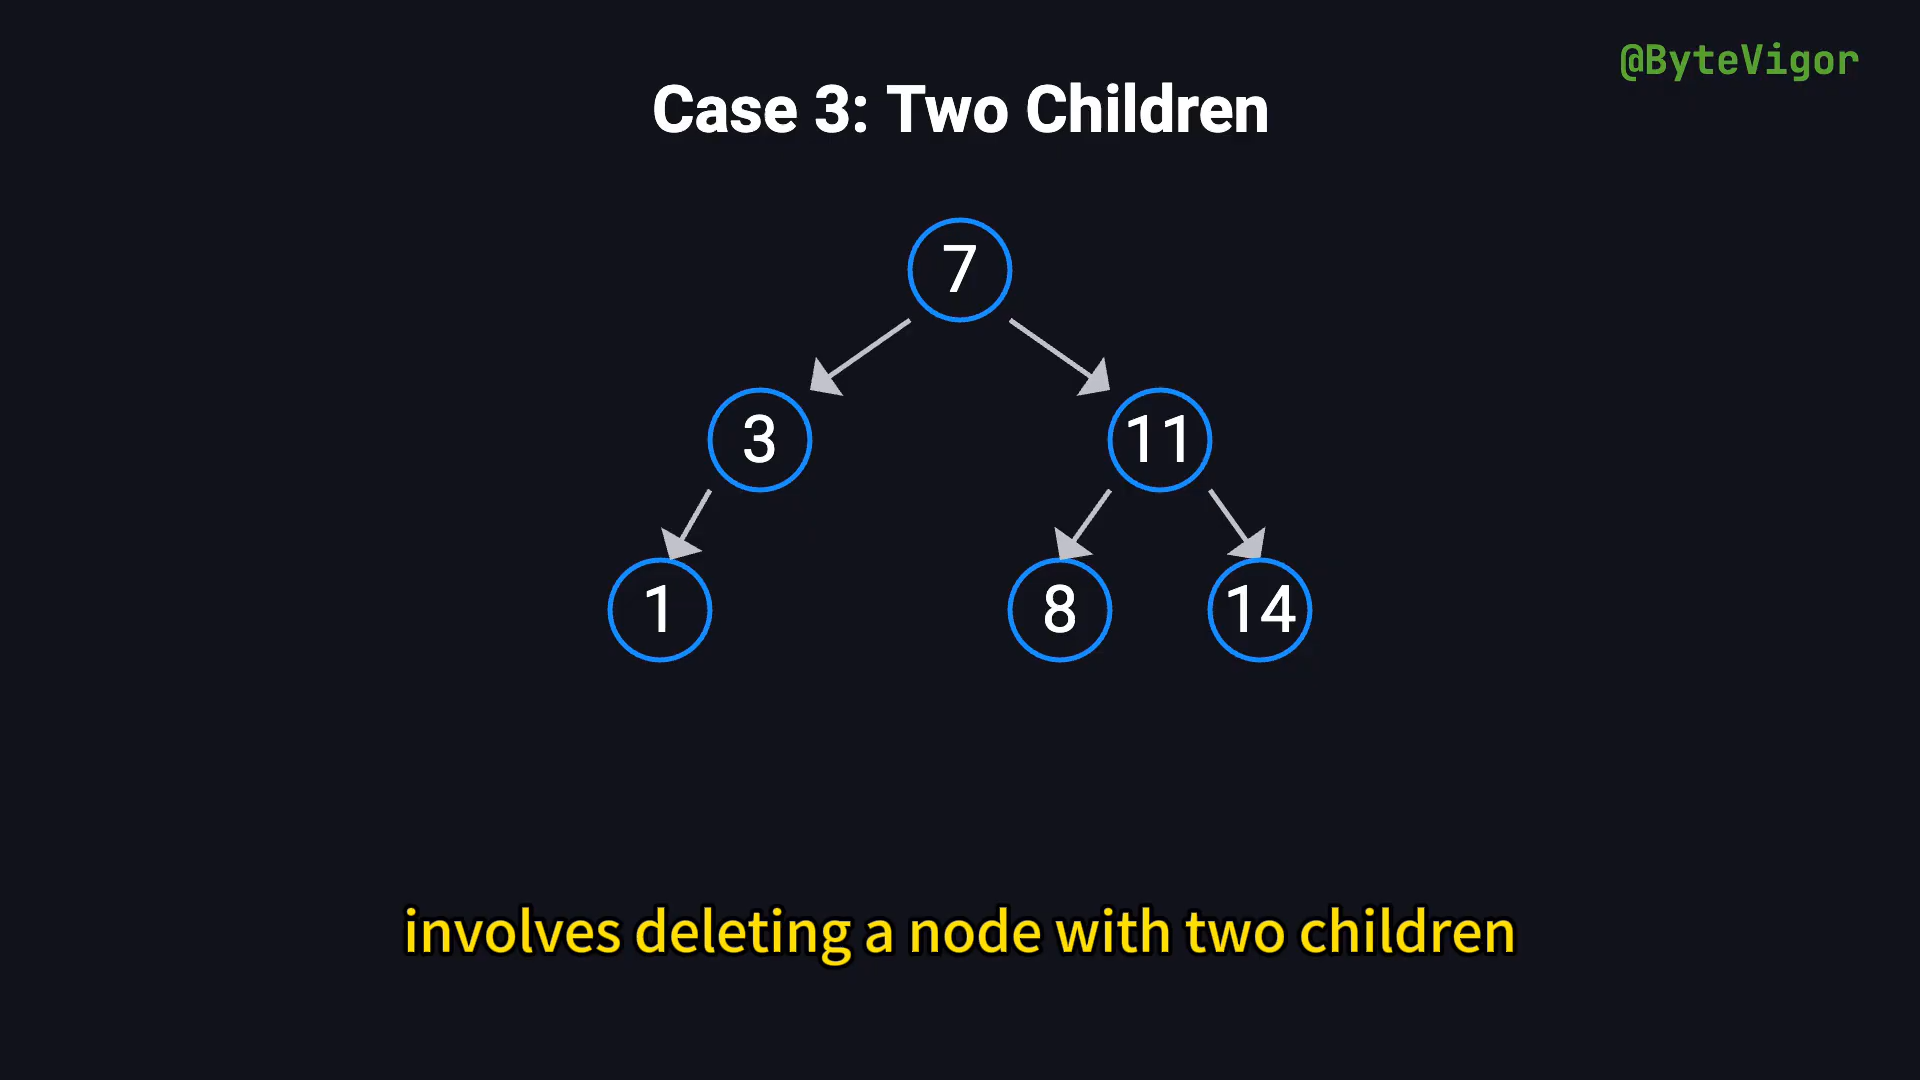 @ByteVigor
Case 3: Two Children
7
3
11
1
8
14
involves deleting a node with two children